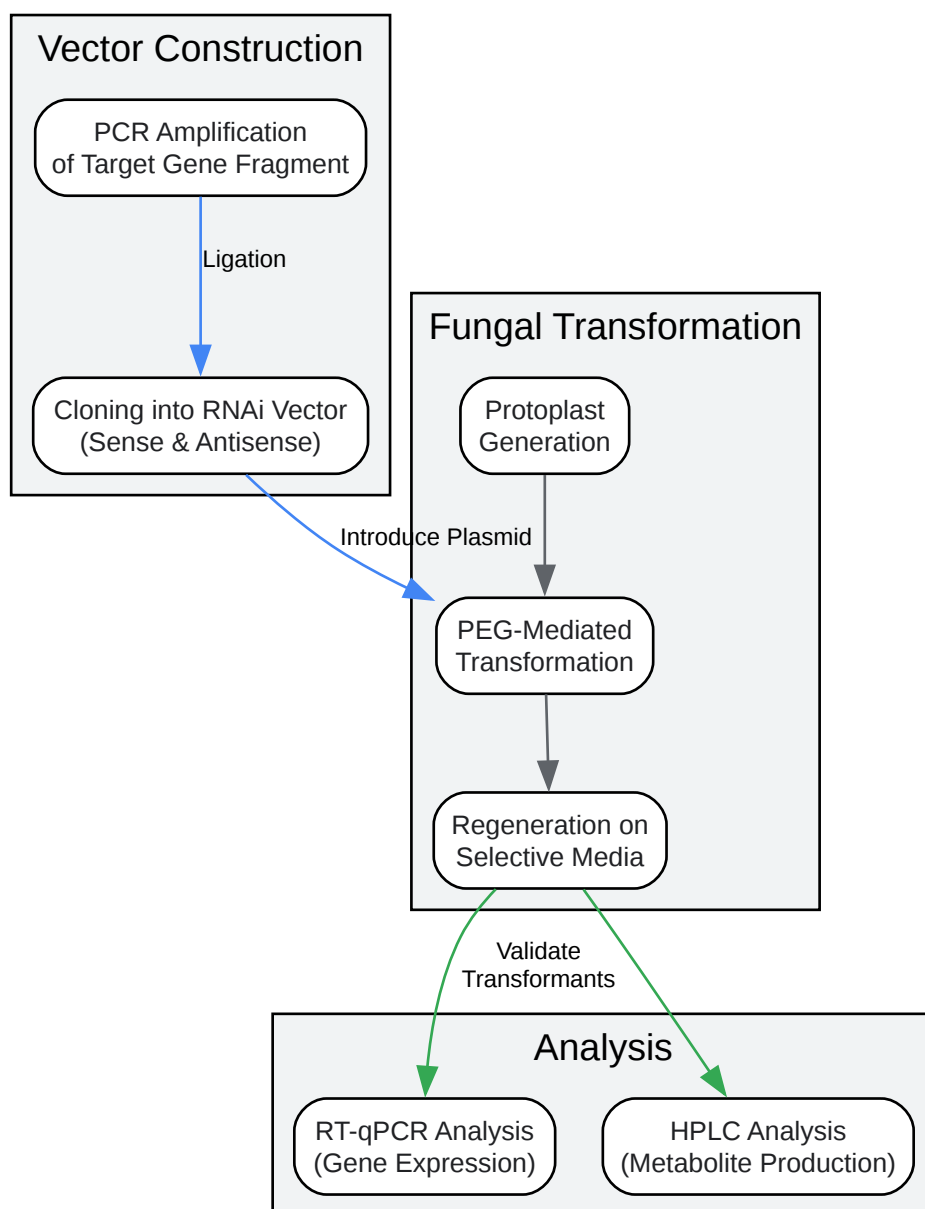 Vector Construction
PCR Amplification
of Target Gene Fragment
Ligation
Cloning into RNAi Vector
(Sense & Antisense)
Introduce Plasmid
Fungal Transformation
Protoplast
Generation
PEG-Mediated
Transformation
Regeneration on
Selective Media
Validate
Transformants
Analysis
RT-qPCR Analysis
(Gene Expression)
HPLC Analysis
(Metabolite Production)